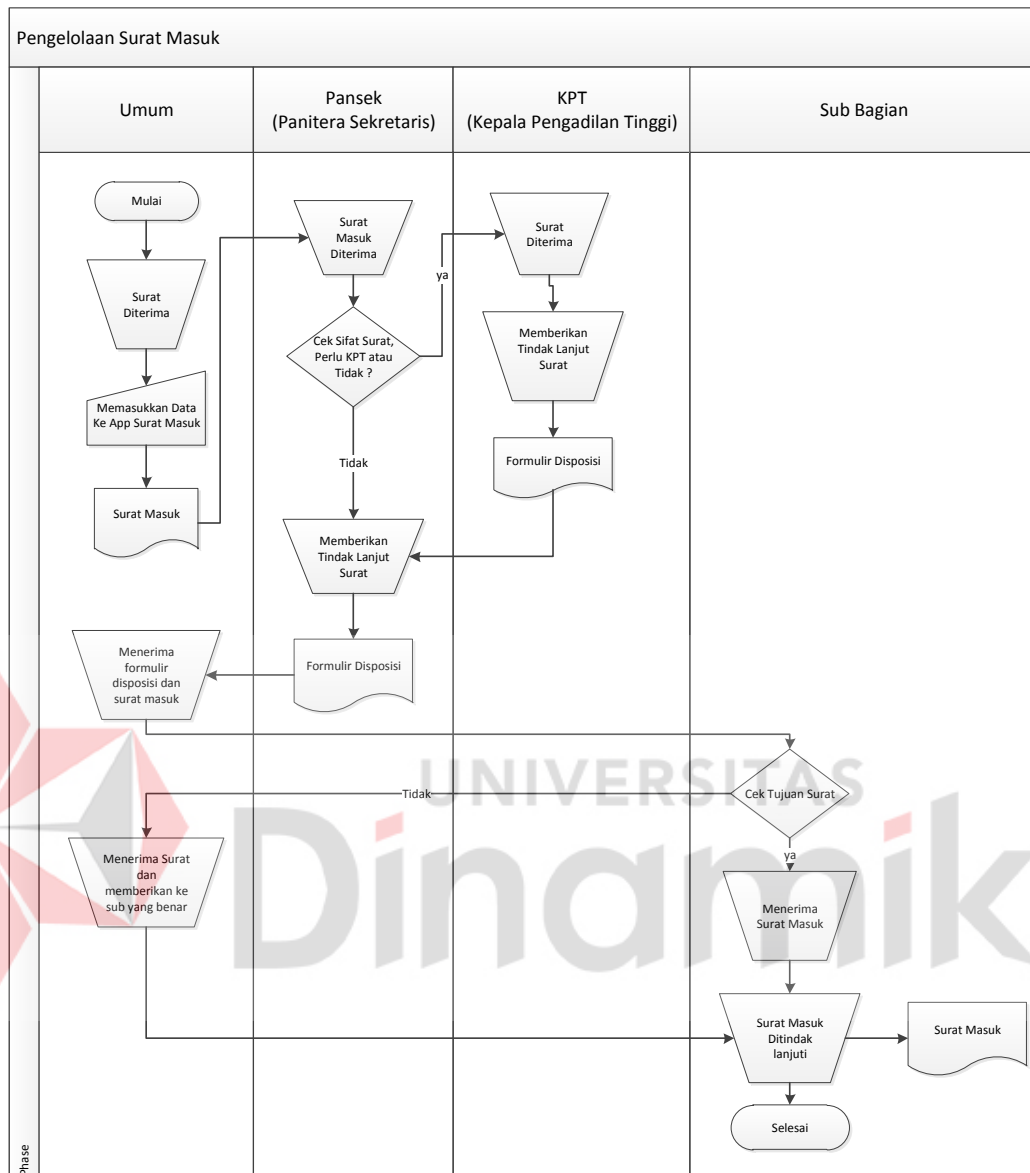 Pengelolaan Surat Masuk
Umum
Pansek
(Panitera Sekretaris)
KPT
(Kepala Pengadilan Tinggi)
Sub Bagian
Mulai
Surat
Diterima
Memasukkan Data
Ke App Surat Masuk
Surat Masuk
Surat
Masuk
Diterima
Cek Sifat Surat,
Perlu KPT atau
Tidak ?
ya
Tidak
Surat
Diterima
Memberikan
Tindak Lanjut
Surat
Formulir Disposisi
Memberikan
Tindak Lanjut
Surat
Formulir Disposisi
Menerima
formulir
disposisi dan
surat masuk
Cek Tujuan Surat
Tidak
ya
Menerima Surat
dan
memberikan ke
sub yang benar
Menerima
Surat Masuk
Surat Masuk
Ditindak
lanjuti
Surat Masuk
Selesai
Phase
UNIVERSITAS
Dinamika